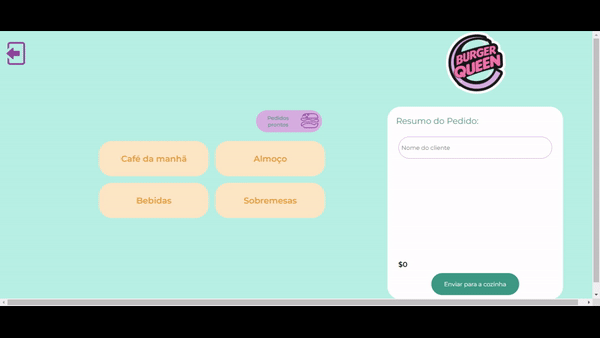 BURGER
QUEEN
Pedidos
prontos
Resumo do Pedido:
Nome do cliente
Café da manhã
Almoço
Bebidas
Sobremesas
$0
Enviar para a cozinha